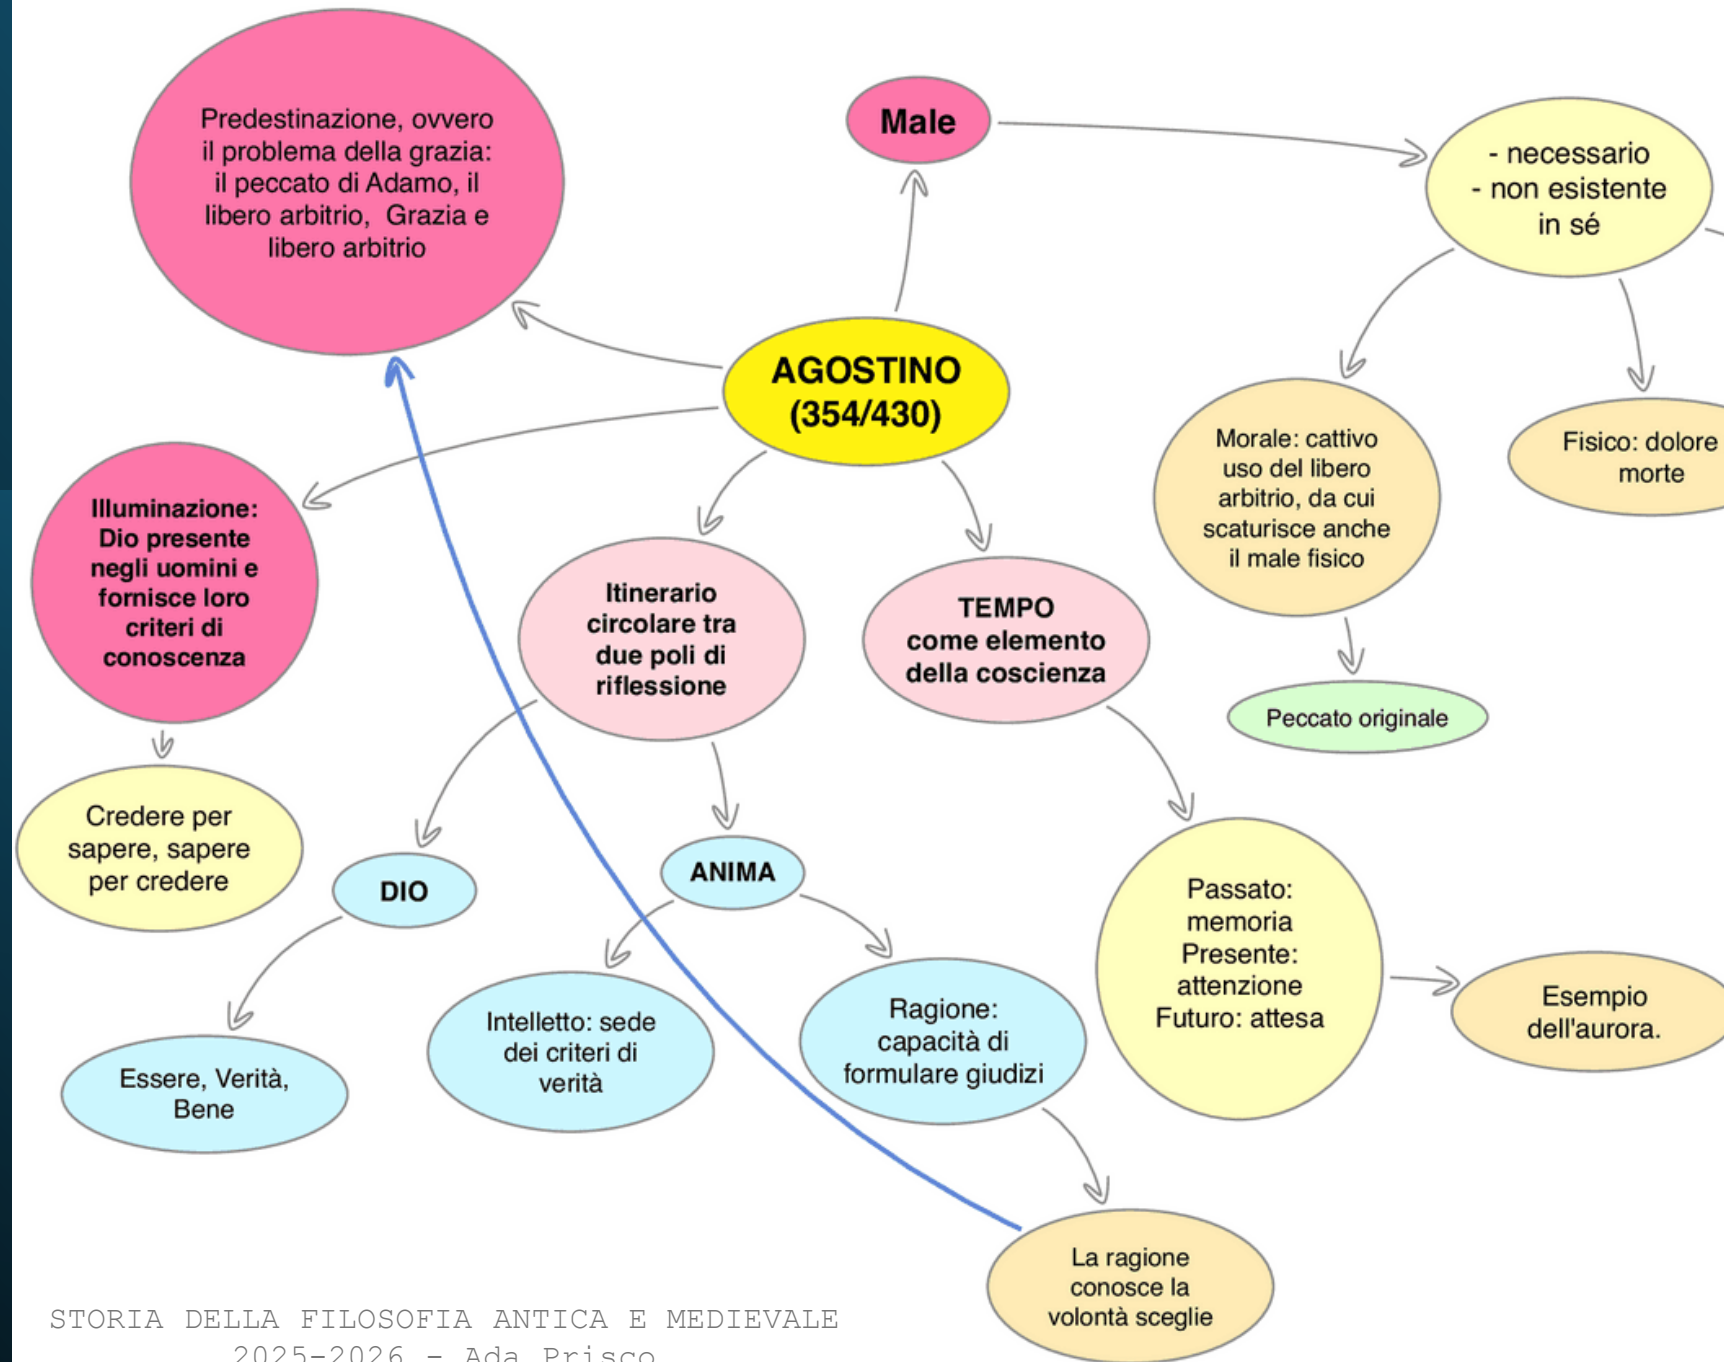 Predestinazione, ovvero
il problema della grazia:
il peccato di Adamo, il
libero arbitrio, Grazia e
libero arbitrio
Male
- necessario
- non esistente
in sé
AGOSTINO
(354/430)
Morale: cattivo
uso del libero
arbitrio, da cui
scaturisce anche
il male fisico
Fisico: dolore
morte
Illuminazione:
Dio presente
negli uomini e
fornisce loro
criteri di
conoscenza
Itinerario
circolare tra
due poli di
riflessione
TEMPO
come elemento
della coscienza
Peccato originale
Credere per
sapere, sapere
per credere
DIO
ANIMA
Passato:
memoria
Presente:
attenzione
Futuro: attesa
Esempio
dell'aurora.
Essere, Verità,
Bene
Intelletto: sede
dei criteri di
verità
Ragione:
capacità di
formulare giudizi
La ragione
conosce la
volontà sceglie
STORIA DELLA FILOSOFIA ANTICA E MEDIEVALE
2025-2026 - Ada Prisco